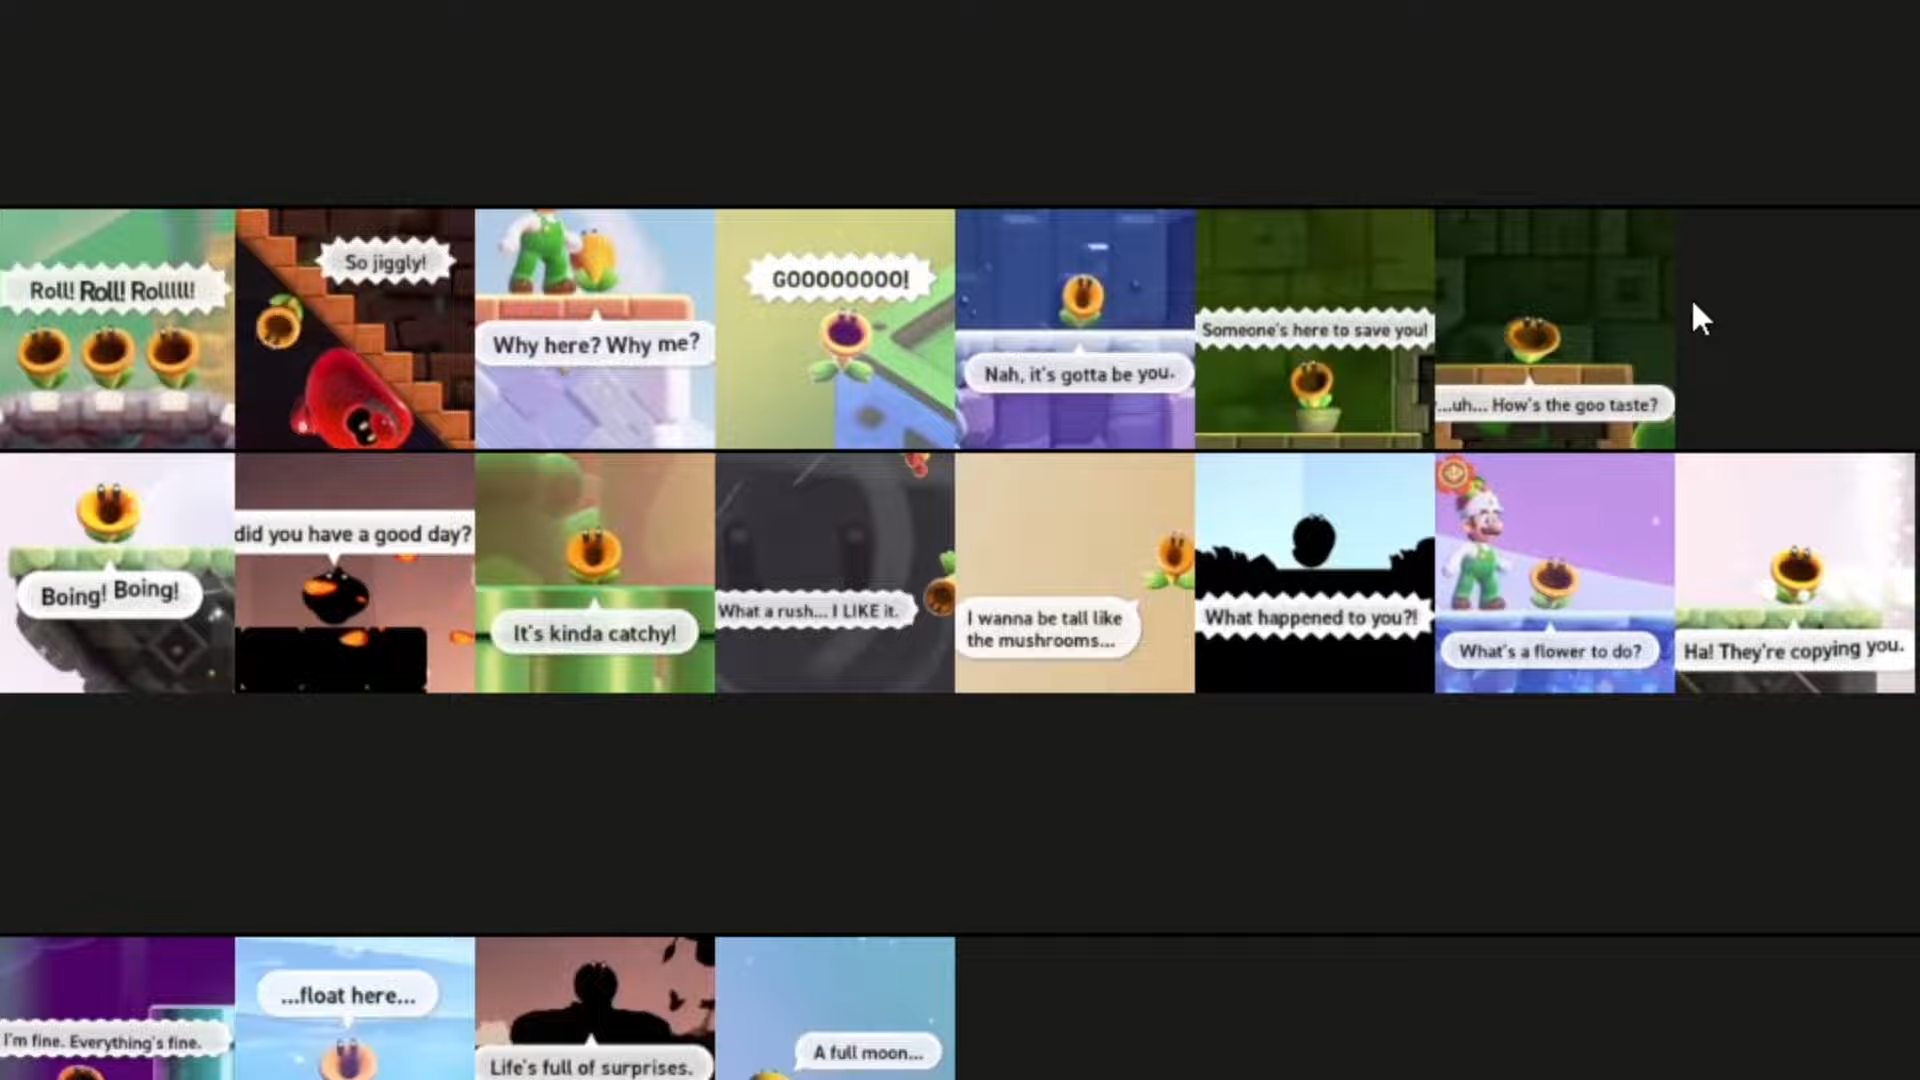 Roll! Roll! Rolllll!
So jiggly!
Why here? Why me?
GOOOOOOOO!
Nah, it's gotta be you.
Someone's here to save you!
...uh... How's the goo taste?
Boing! Boing!
did you have a good day?
It's kinda catchy!
What a rush... I LIKE it.
I wanna be tall like
the mushrooms...
What happened to you?!
What's a flower to do?
Ha! They're copying you.
I'm fine. Everything's fine.
...float here...
Life's full of surprises.
A full moon...